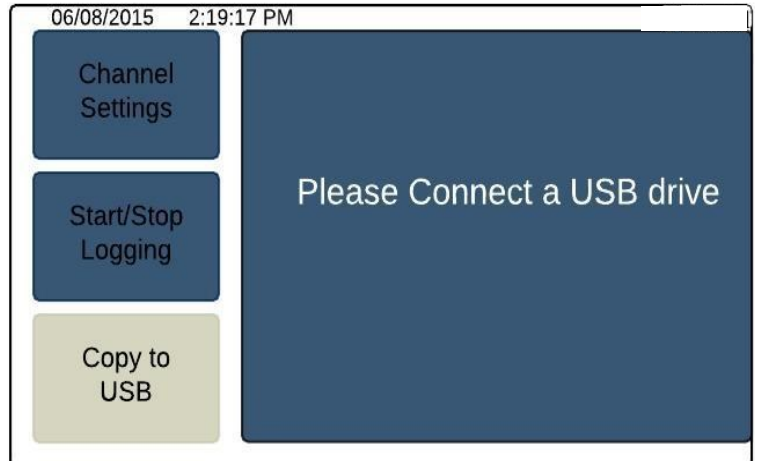 06/08/2015 2:19:17 PM
Channel
Settings
Please Connect a USB drive
Start/Stop
Logging
Copy to
USB